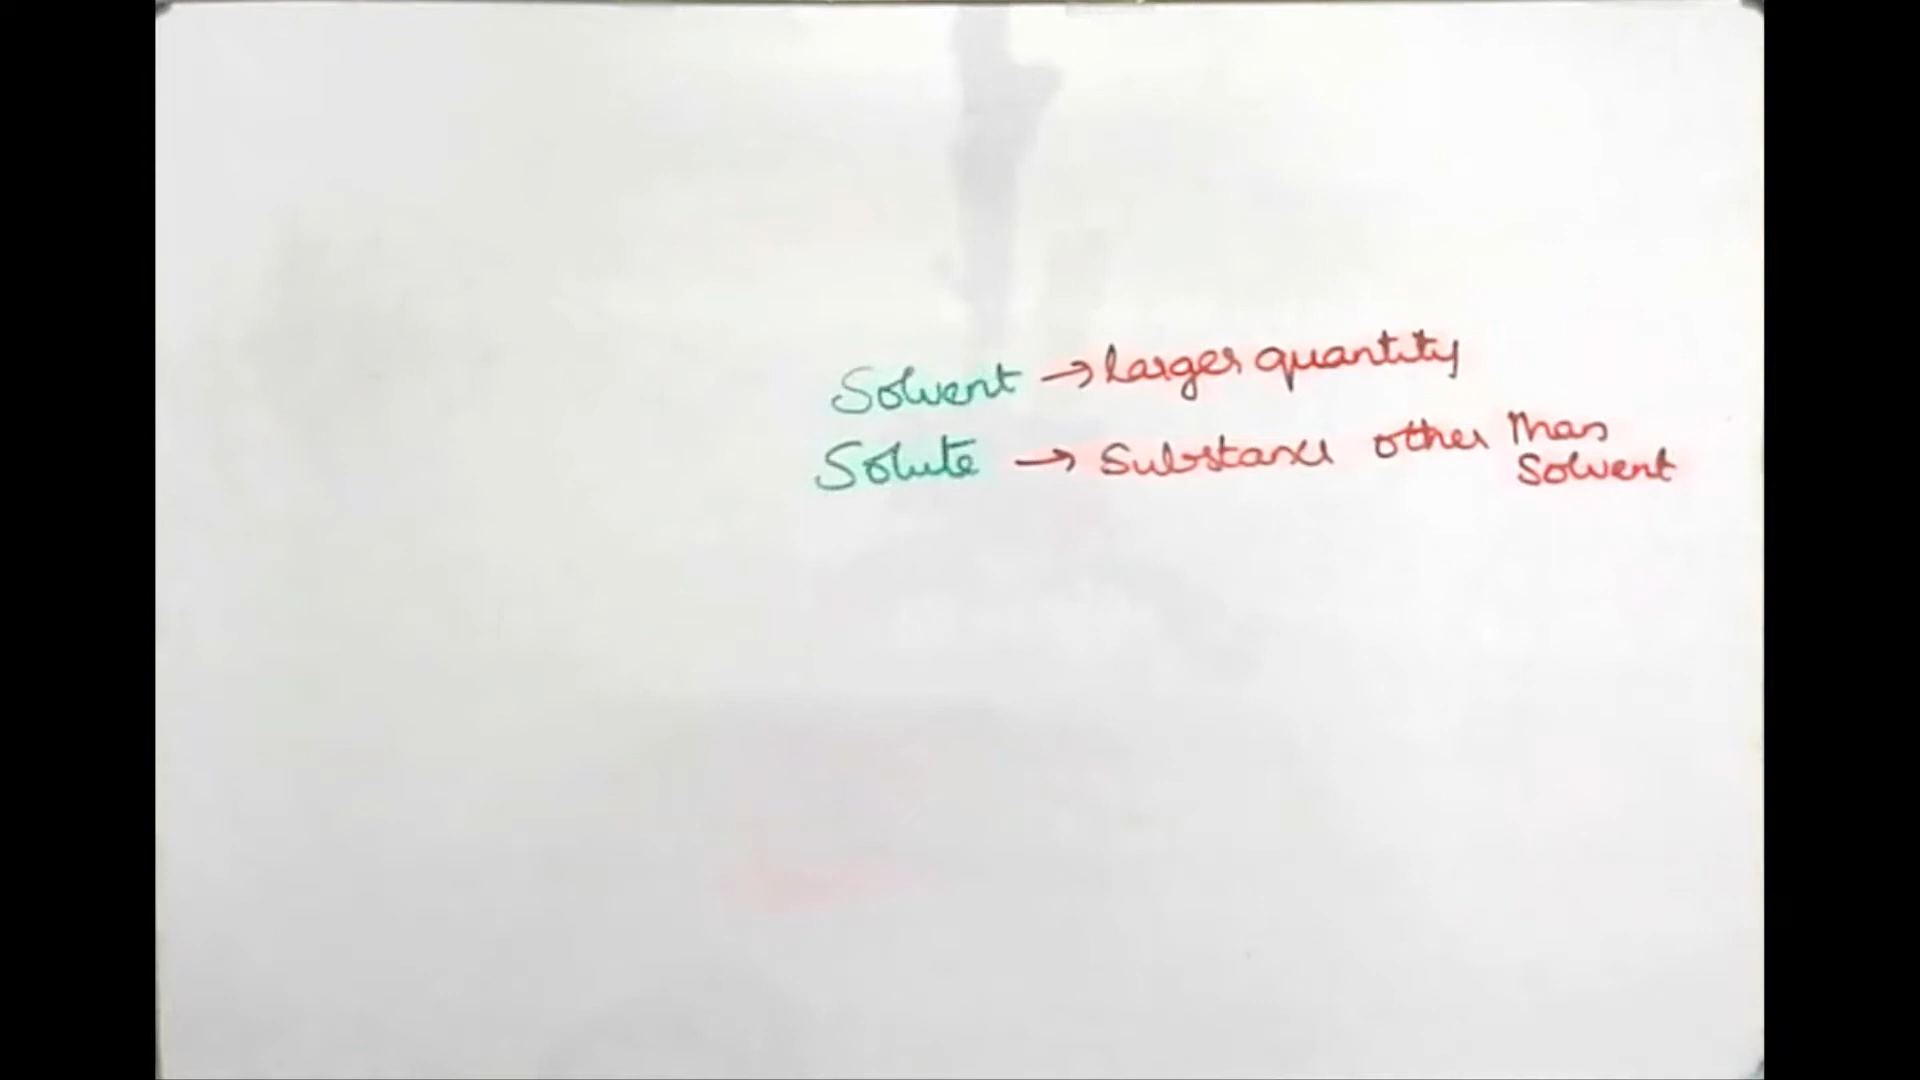 Solvent → Larger quantity
Solute → Substance other than
Solvent